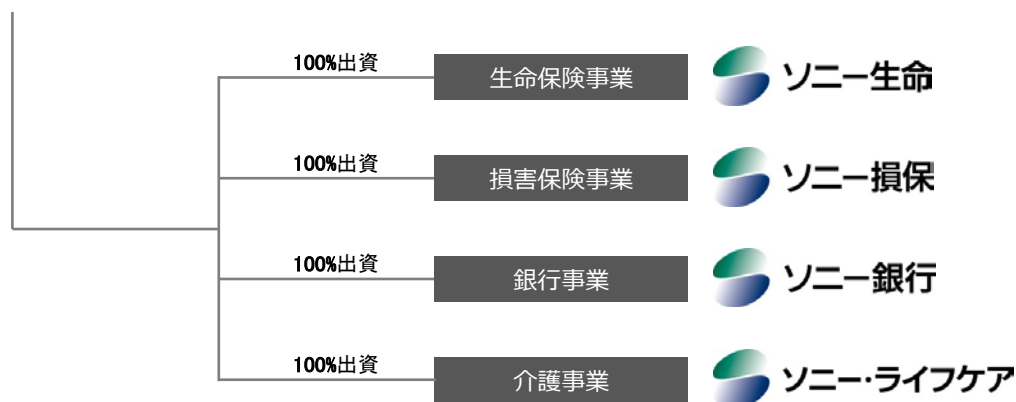 100%出資
生命保険事業
ソニー生命
100%出資
損害保険事業
ソニー損保
100%出資
銀行事業
ソニー銀行
100%出資
介護事業
ソニー・ライフケア